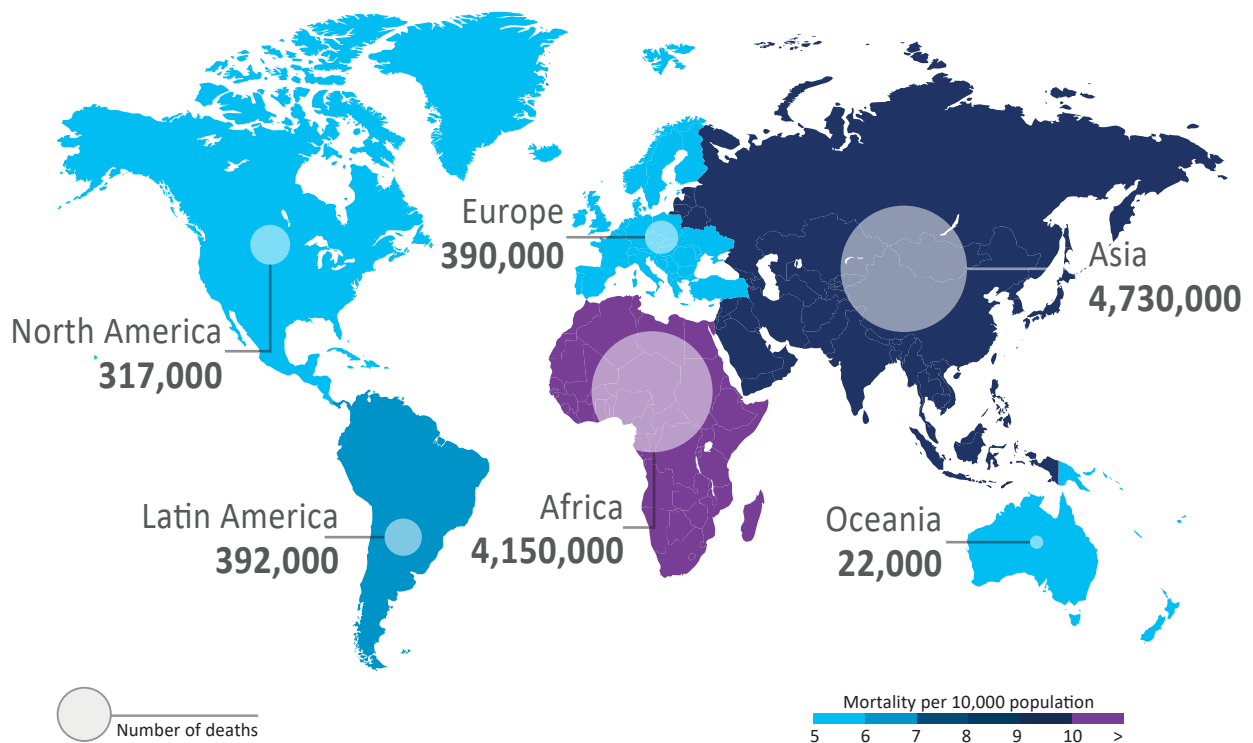 Europe
390,000
Asia
4,730,000
North America
317,000
Latin America
392,000
Africa
4,150,000
Oceania
22,000
Number of deaths
Mortality per 10,000 population
5 6 7 8 9 10 >